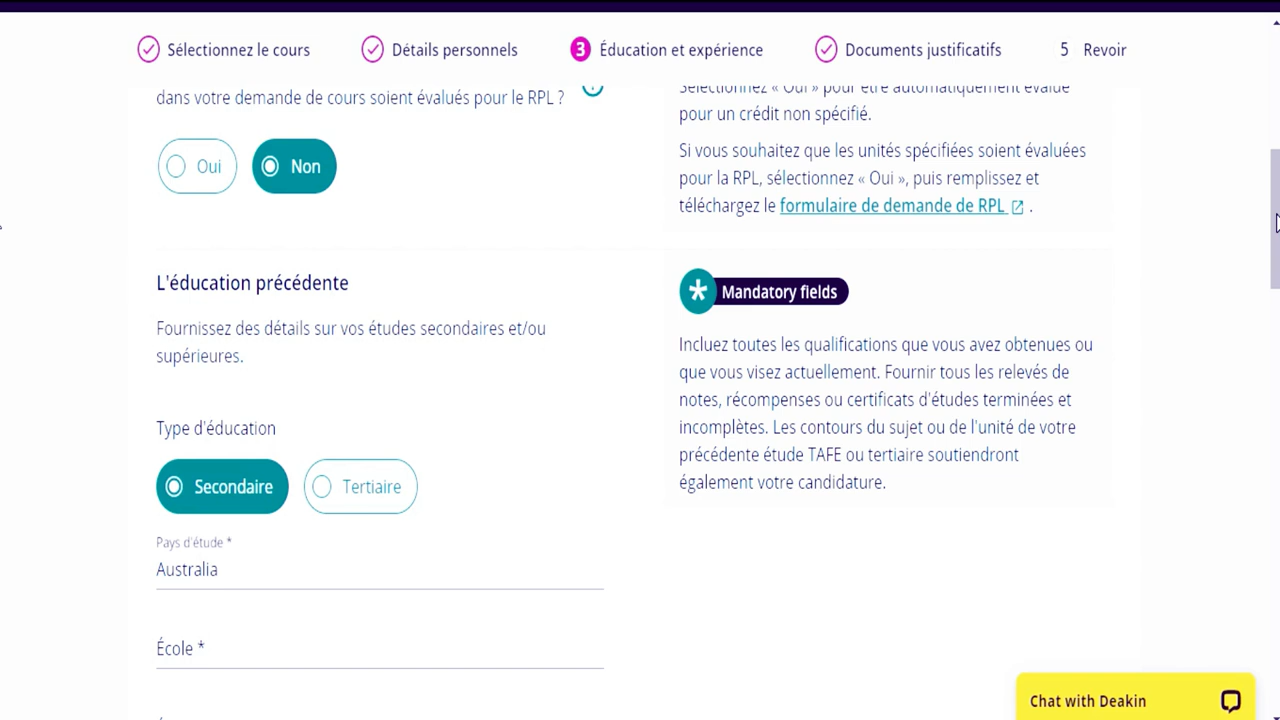 Sélectionnez le cours
Détails personnels
3 Éducation et expérience
Documents justificatifs
5 Revoir
dans votre demande de cours soient évalués pour le RPL ?
Oui
Non
Sélectionnez « Oui » pour être automatiquement évalué
pour un crédit non spécifié.
Si vous souhaitez que les unités spécifiées soient évaluées
pour la RPL, sélectionnez « Oui », puis remplissez et
téléchargez le formulaire de demande de RPL .
L'éducation précédente
Fournissez des détails sur vos études secondaires et/ou
supérieures.
Type d'éducation
Secondaire
Tertiaire
Pays d'étude *
Australia
École *
* Mandatory fields
Incluez toutes les qualifications que vous avez obtenues ou
que vous visez actuellement. Fournir tous les relevés de
notes, récompenses ou certificats d'études terminées et
incomplètes. Les contours du sujet ou de l'unité de votre
précédente étude TAFE ou tertiaire soutiendront
également votre candidature.
Chat with Deakin